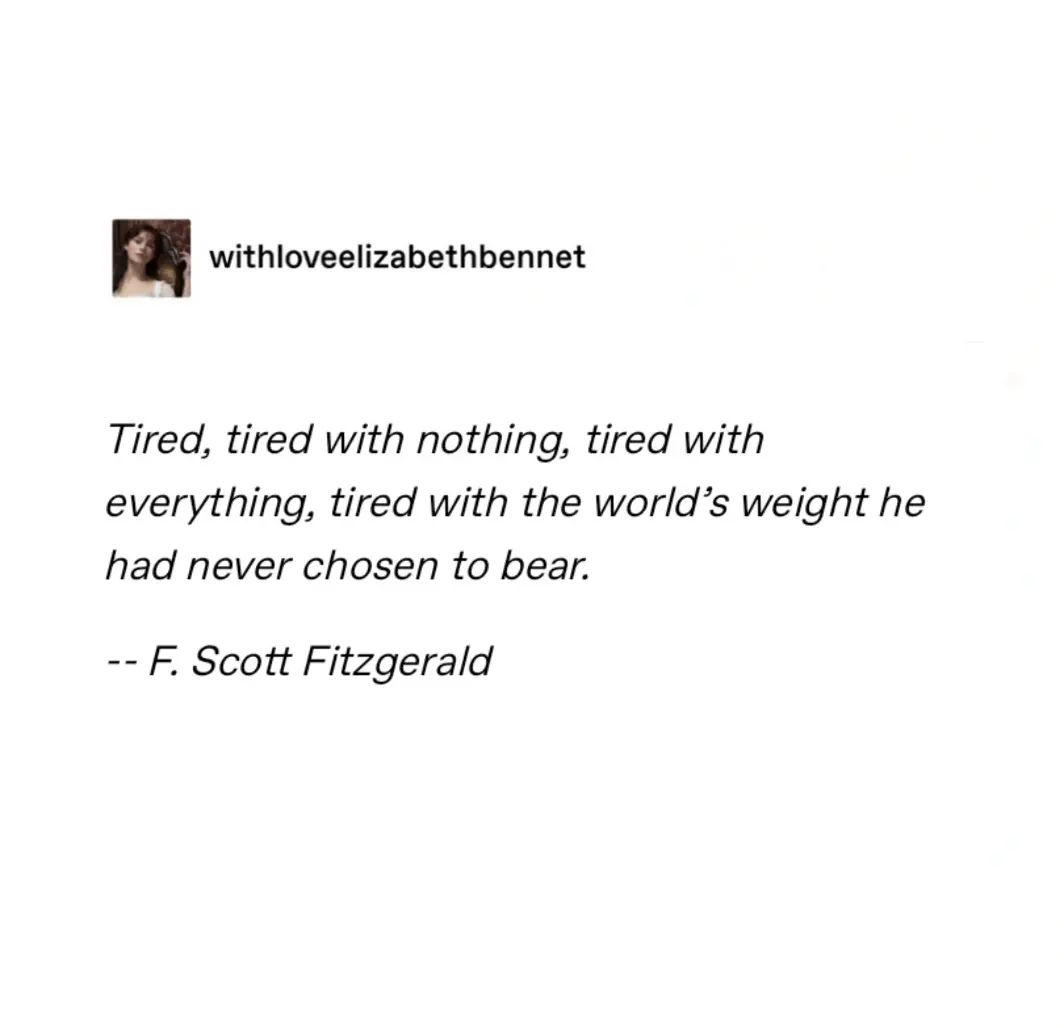 withloveelizabethbennet
Tired, tired with nothing, tired with
everything, tired with the world’s weight he
had never chosen to bear.
-- F. Scott Fitzgerald